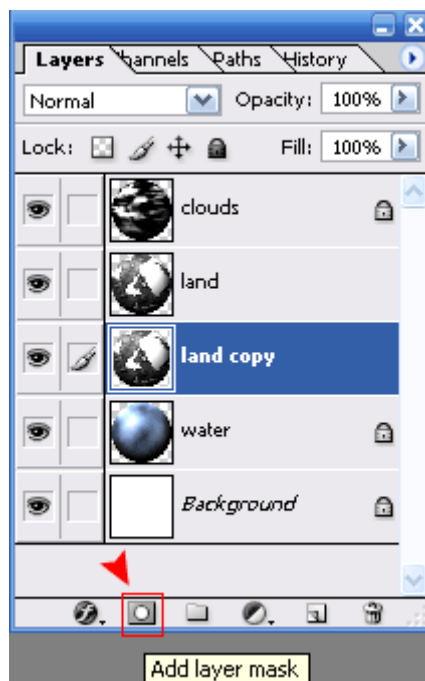 Layers Channels Paths History
Normal Opacity: 100%
Lock: Fill: 100%
clouds
land
land copy
water
Background
Add layer mask